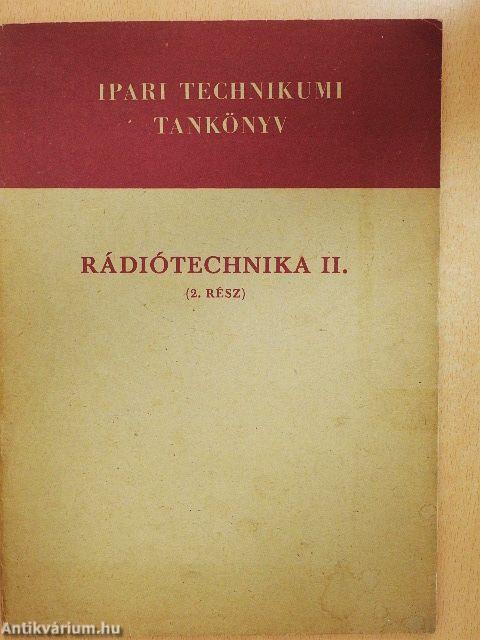 IPARI TECHNIKUMI
TANKÖNYV
RÁDIÓTECHNIKA II.
(2. RÉSZ)
Antikvárium.hu